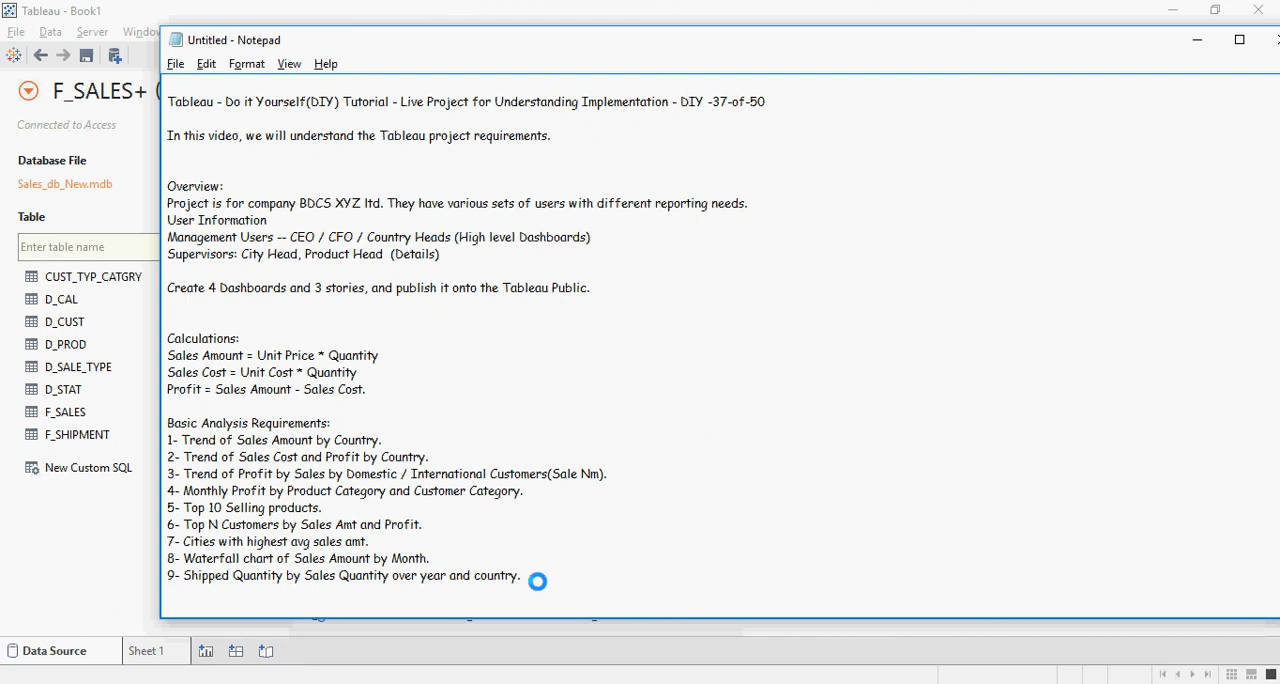 Tableau - Book1
File Data Server Window
F_SALES+ (
Connected to Access
Database File
Sales_db_New.mdb
Table
Enter table name
CUST_TYP_CATGRY
D_CAL
D_CUST
D_PROD
D_SALE_TYPE
D_STAT
F_SALES
F_SHIPMENT
New Custom SQL
Untitled - Notepad
File Edit Format View Help
Tableau - Do it Yourself(DIY) Tutorial - Live Project for Understanding Implementation - DIY -37-of-50
In this video, we will understand the Tableau project requirements.
Overview:
Project is for company BDCS XYZ ltd. They have various sets of users with different reporting needs.
User Information
Management Users -- CEO / CFO / Country Heads (High level Dashboards)
Supervisors: City Head, Product Head (Details)
Create 4 Dashboards and 3 stories, and publish it onto the Tableau Public.
Calculations:
Sales Amount = Unit Price * Quantity
Sales Cost = Unit Cost * Quantity
Profit = Sales Amount - Sales Cost.
Basic Analysis Requirements:
1- Trend of Sales Amount by Country.
2- Trend of Sales Cost and Profit by Country.
3- Trend of Profit by Sales by Domestic / International Customers(Sale Nm).
4- Monthly Profit by Product Category and Customer Category.
5- Top 10 Selling products.
6- Top N Customers by Sales Amt and Profit.
7- Cities with highest avg sales amt.
8- Waterfall chart of Sales Amount by Month.
9- Shipped Quantity by Sales Quantity over year and country.
Data Source
Sheet 1